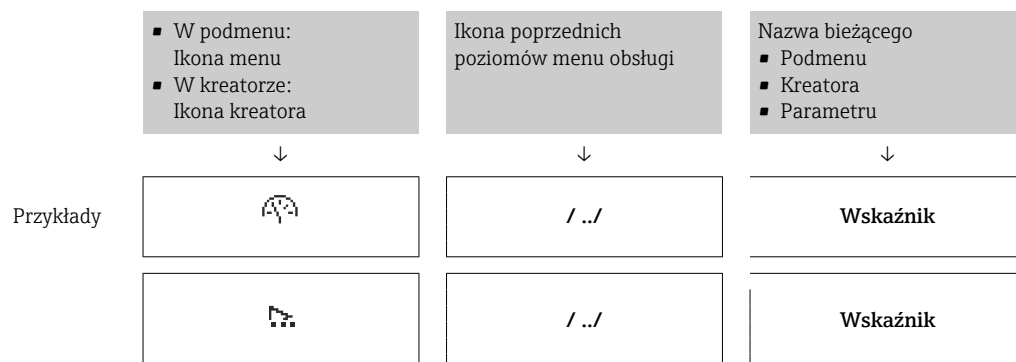 ▪ W podmenu:
Ikona menu
▪ W kreatorze:
Ikona kreatora
Ikona poprzednich
poziomów menu obsługi
Nazwa bieżącego
▪ Podmenu
▪ Kreatora
▪ Parametru
↓ ↓ ↓
Przykłady / ../ Wskaźnik
/ ../ Wskaźnik